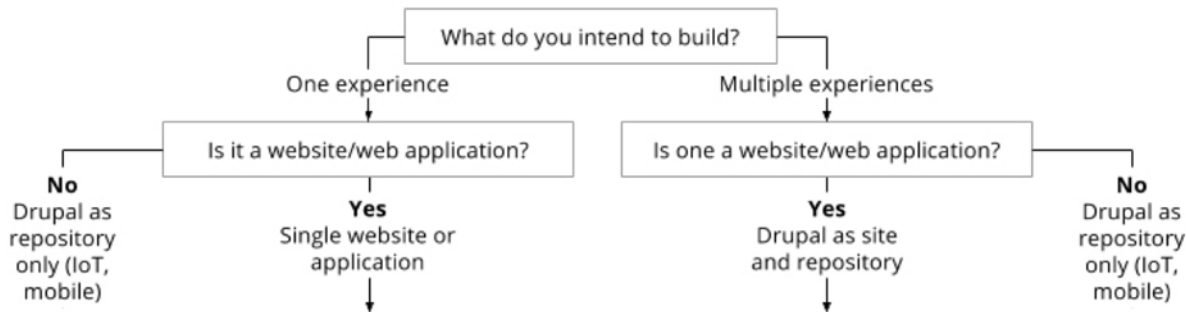 What do you intend to build?
One experience
Multiple experiences
Is it a website/web application?
Is one a website/web application?
No
Drupal as
repository
only (IoT,
mobile)
Yes
Single website or
application
Yes
Drupal as site
and repository
No
Drupal as
repository
only (IoT,
mobile)